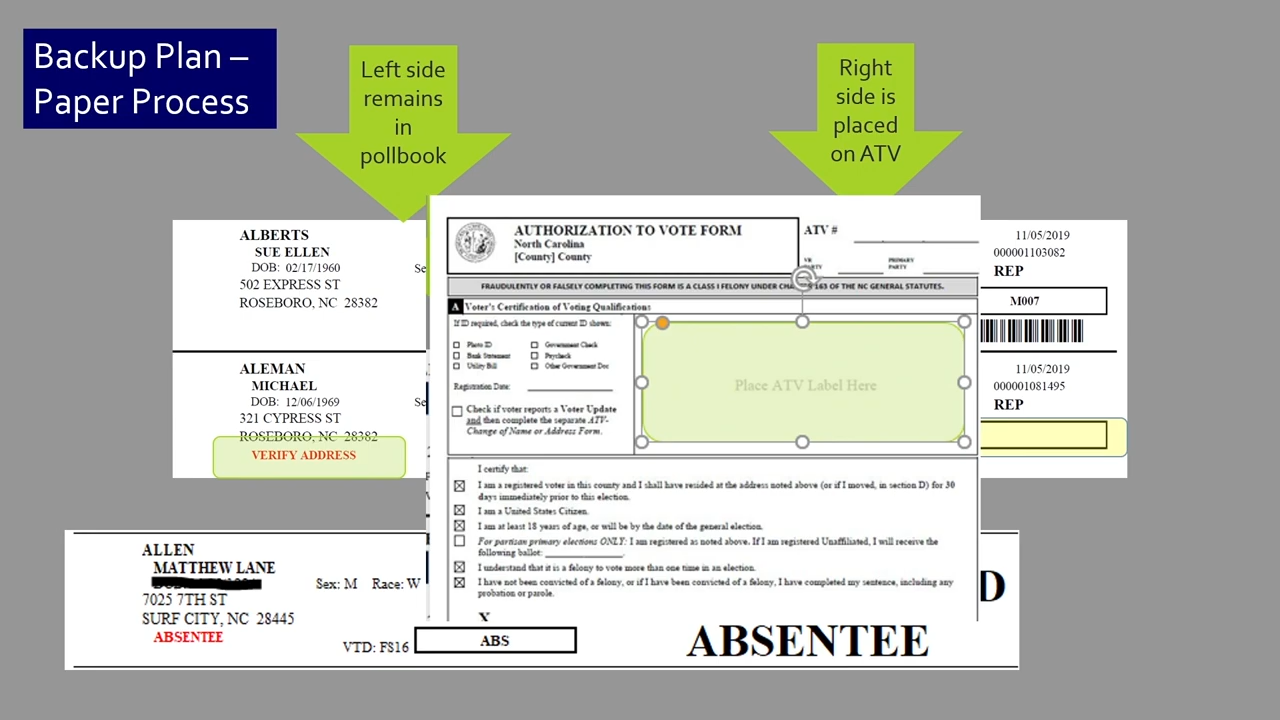 Backup Plan –
Paper Process
Left side
remains
in
pollbook
Right
side is
placed
on ATV
ALBERTS
SUE ELLEN
DOB: 02/17/1960
Se
502 EXPRESS ST
ROSEBORO, NC 28382
ALEMAN
MICHAEL
DOB: 12/06/1969
Se
321 CYPRESS ST
ROSEBORO, NC 28382
VERIFY ADDRESS
AUTHORIZATION TO VOTE FORM
North Carolina
[County] County
ATV #
VR
PARTY
PRIMARY
PARTY
FRAUDULENTLY OR FALSELY COMPLETING THIS FORM IS A CLASS I FELONY UNDER 163 OF THE NC GENERAL STATUTES.
A Voter's Certification of Voting Qualifications
If ID required, check the type of current ID shown:
Photo ID Government Check
Bank Statement Paycheck
Utility Bill Other Government Doc
Registration Date:
Check if voter reports a Voter Update
and then complete the separate ATV-
Change of Name or Address Form.
Place ATV Label Here
I certify that:
I am a registered voter in this county and I shall have resided at the address noted above (or if I moved, in section D) for 30
days immediately prior to this election.
I am a United States Citizen.
I am at least 18 years of age, or will be by the date of the general election.
For partisan primary elections ONLY: I am registered as noted above. If I am registered Unaffiliated, I will receive the
following ballot: .
I understand that it is a felony to vote more than one time in an election.
I have not been convicted of a felony, or if I have been convicted of a felony, I have completed my sentence, including any
probation or parole.
X
11/05/2019
000001103082
REP
M007
11/05/2019
000001081495
REP
ALLEN
MATTHEW LANE
Sex: M Race: W
7025 7TH ST
SURF CITY, NC 28445
ABSENTEE
VTD: F816
ABS
ABSENTEE
D